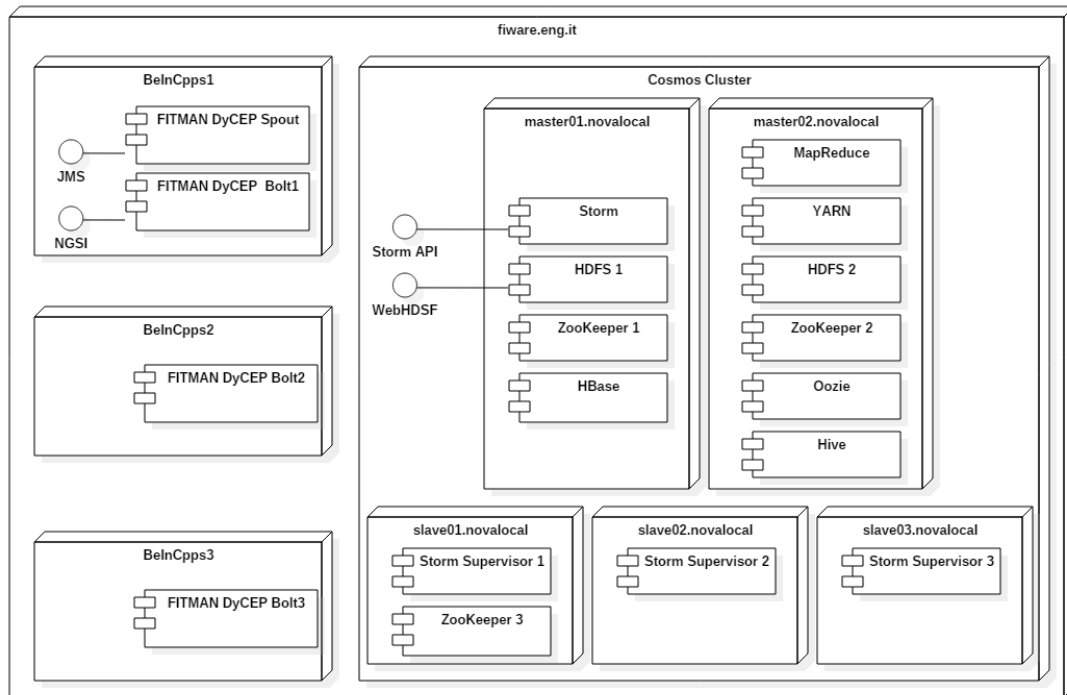 fiware.eng.it
BeInCpps1
FITMAN DyCEP Spout
JMS
FITMAN DyCEP Bolt1
NGSI
BeInCpps2
FITMAN DyCEP Bolt2
BeInCpps3
FITMAN DyCEP Bolt3
Cosmos Cluster
master01.novalocal
Storm
Storm API
HDFS 1
WebHDSF
ZooKeeper 1
HBase
master02.novalocal
MapReduce
YARN
HDFS 2
ZooKeeper 2
Oozie
Hive
slave01.novalocal
Storm Supervisor 1
ZooKeeper 3
slave02.novalocal
Storm Supervisor 2
slave03.novalocal
Storm Supervisor 3